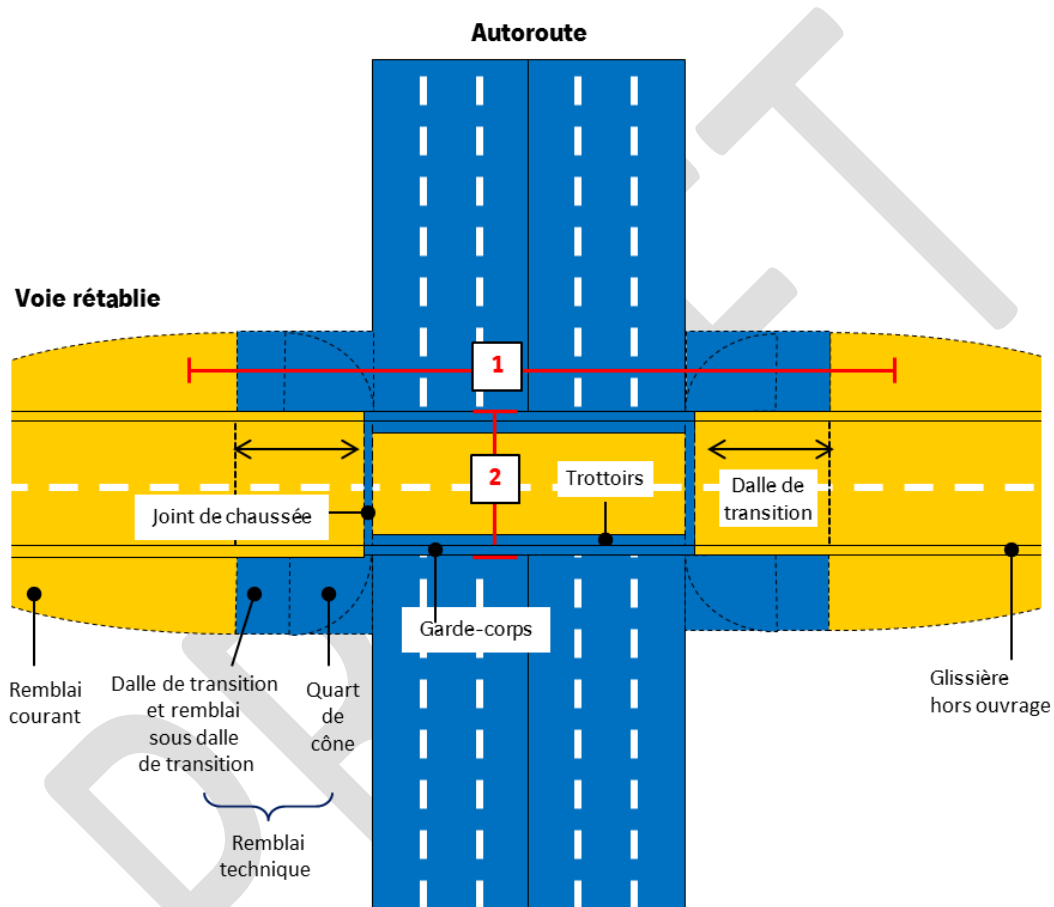 Autoroute
Voie rétablie
1
2
Trottoirs
Joint de chaussée
Dalle de
transition
Garde-corps
Remblai
courant
Dalle de transition
et remblai
sous dalle
de transition
Quart
de
cône
Glissière
hors ouvrage
Remblai
technique